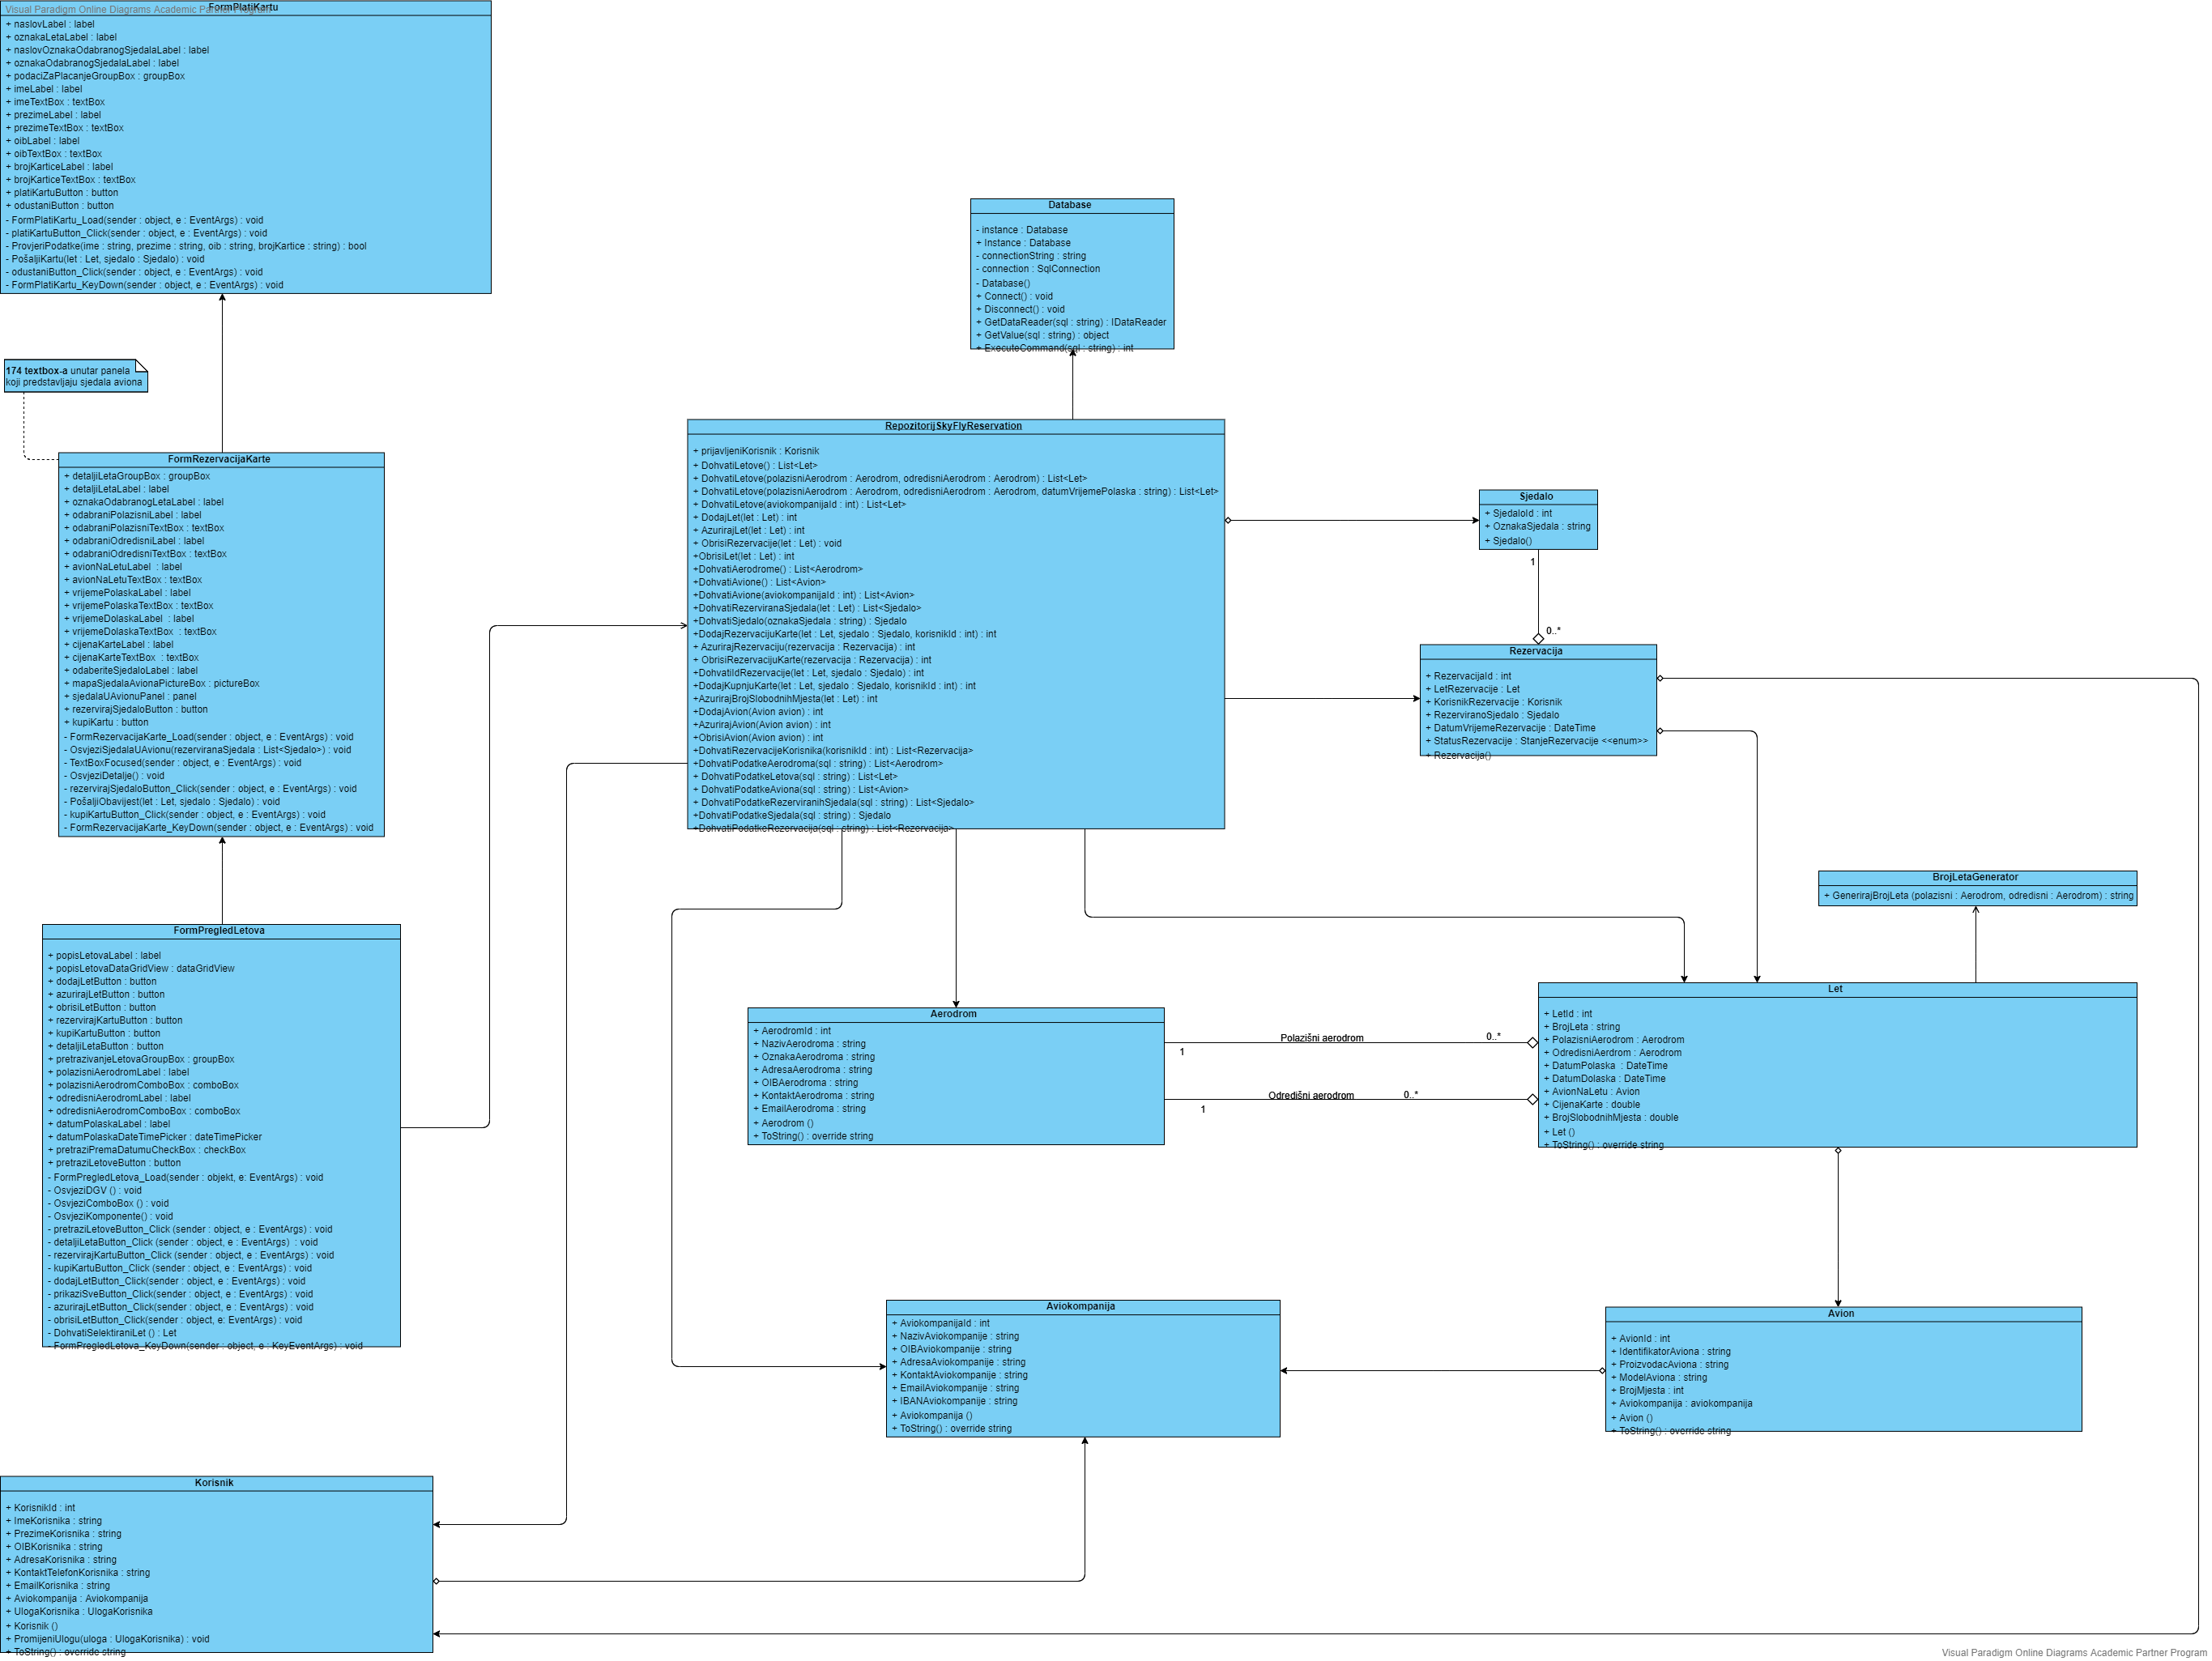 Visual Paradigm Online Diagrams Academic Partner Program
FormPlatiKartu
+ naslovLabel : label
+ oznakaLetaLabel : label
+ naslovOznakaOdabranogSjedalaLabel : label
+ oznakaOdabranogSjedalaLabel : label
+ podaciZaPlacanjeGroupBox : groupBox
+ imeLabel : label
+ imeTextBox : textBox
+ prezimeLabel : label
+ prezimeTextBox : textBox
+ oibLabel : label
+ oibTextBox : textBox
+ brojKarticeLabel : label
+ brojKarticeTextBox : textBox
+ platiKartuButton : button
+ odustaniButton : button
- FormPlatiKartu_Load(sender : object, e : EventArgs) : void
- platiKartuButton_Click(sender : object, e : EventArgs) : void
- ProvjeriPodatke(ime : string, prezime : string, oib : string, brojKartice : string) : bool
- PošaljiKartu(let : Let, sjedalo : Sjedalo) : void
- odustaniButton_Click(sender : object, e : EventArgs) : void
- FormPlatiKartu_KeyDown(sender : object, e : EventArgs) : void
174 textbox-a unutar panela
koji predstavljaju sjedala aviona
FormRezervacijaKarte
+ detaljiLetaGroupBox : groupBox
+ detaljiLetaLabel : label
+ oznakaOdabranogLetaLabel : label
+ odabraniPolazisniLabel : label
+ odabraniPolazisniTextBox : textBox
+ odabraniOdredisniLabel : label
+ odabraniOdredisniTextBox : textBox
+ avionNaLetuLabel  : label
+ avionNaLetuTextBox : textBox
+ vrijemePolaskaLabel : label
+ vrijemePolaskaTextBox : textBox
+ vrijemeDolaskaLabel  : label
+ vrijemeDolaskaTextBox  : textBox
+ cijenaKarteLabel : label
+ cijenaKarteTextBox  : textBox
+ odaberiteSjedaloLabel : label
+ mapaSjedalaAvionaPictureBox : pictureBox
+ sjedalaUAvionuPanel : panel
+ rezervirajSjedaloButton : button
+ kupiKartu : button
- FormRezervacijaKarte_Load(sender : object, e : EventArgs) : void
- OsvjeziSjedalaUAvionu(rezerviranaSjedala : List<Sjedalo>) : void
- TextBoxFocused(sender : object, e : EventArgs) : void
- OsvjeziDetalje() : void
- rezervirajSjedaloButton_Click(sender : object, e : EventArgs) : void
- PošaljiObavijest(let : Let, sjedalo : Sjedalo) : void
- kupiKartuButton_Click(sender : object, e : EventArgs) : void
- FormRezervacijaKarte_KeyDown(sender : object, e : EventArgs) : void
FormPregledLetova
+ popisLetovaLabel : label
+ popisLetovaDataGridView : dataGridView
+ dodajLetButton : button
+ azurirajLetButton : button
+ obrisiLetButton : button
+ rezervirajKartuButton : button
+ kupiKartuButton : button
+ detaljiLetaButton : button
+ pretrazivanjeLetovaGroupBox : groupBox
+ polazisniAerodromLabel : label
+ polazisniAerodromComboBox : comboBox
+ odredisniAerodromLabel : label
+ odredisniAerodromComboBox : comboBox
+ datumPolaskaLabel : label
+ datumPolaskaDateTimePicker : dateTimePicker
+ pretraziPremaDatumuCheckBox : checkBox
+ pretraziLetoveButton : button
- FormPregledLetova_Load(sender : objekt, e: EventArgs) : void
- OsvjeziDGV () : void
- OsvjeziComboBox () : void
- OsvjeziKomponente() : void
- pretraziLetoveButton_Click (sender : object, e : EventArgs) : void
- detaljiLetaButton_Click (sender : object, e : EventArgs)  : void
- rezervirajKartuButton_Click (sender : object, e : EventArgs) : void
- kupiKartuButton_Click (sender : object, e : EventArgs) : void
- dodajLetButton_Click(sender : object, e : EventArgs) : void
- prikaziSveButton_Click(sender : object, e : EventArgs) : void
- azurirajLetButton_Click(sender : object, e : EventArgs) : void
- obrisiLetButton_Click(sender : object, e: EventArgs) : void
- DohvatiSelektiraniLet () : Let
- FormPregledLetova_KeyDown(sender : object, e : KeyEventArgs) : void
Korisnik
+ KorisnikId : int
+ ImeKorisnika : string
+ PrezimeKorisnika : string
+ OIBKorisnika : string
+ AdresaKorisnika : string
+ KontaktTelefonKorisnika : string
+ EmailKorisnika : string
+ Aviokompanija : Aviokompanija
+ UlogaKorisnika : UlogaKorisnika
+ Korisnik ()
+ PromijeniUlogu(uloga : UlogaKorisnika) : void
+ ToString() : override string
Database
- instance : Database
+ Instance : Database
- connectionString : string
- connection : SqlConnection
- Database()
+ Connect() : void
+ Disconnect() : void
+ GetDataReader(sql : string) : IDataReader
+ GetValue(sql : string) : object
+ ExecuteCommand(sql : string) : int
RepozitorijSkyFlyReservation
+ prijavljeniKorisnik : Korisnik
+ DohvatiLetove() : List<Let>
+ DohvatiLetove(polazisniAerodrom : Aerodrom, odredisniAerodrom : Aerodrom) : List<Let>
+ DohvatiLetove(polazisniAerodrom : Aerodrom, odredisniAerodrom : Aerodrom, datumVrijemePolaska : string) : List<Let>
+ DohvatiLetove(aviokompanijaId : int) : List<Let>
+ DodajLet(let : Let) : int
+ AzurirajLet(let : Let) : int
+ ObrisiRezervacije(let : Let) : void
+ObrisiLet(let : Let) : int
+DohvatiAerodrome() : List<Aerodrom>
+DohvatiAvione() : List<Avion>
+DohvatiAvione(aviokompanijaId : int) : List<Avion>
+DohvatiRezerviranaSjedala(let : Let) : List<Sjedalo>
+DohvatiSjedalo(oznakaSjedala : string) : Sjedalo
+DodajRezervacijuKarte(let : Let, sjedalo : Sjedalo, korisnikId : int) : int
+ AzurirajRezervaciju(rezervacija : Rezervacija) : int
+ ObrisiRezervacijuKarte(rezervacija : Rezervacija) : int
+DohvatiIdRezervacije(let : Let, sjedalo : Sjedalo) : int
+DodajKupnjuKarte(let : Let, sjedalo : Sjedalo, korisnikId : int) : int
+AzurirajBrojSlobodnihMjesta(let : Let) : int
+DodajAvion(Avion avion) : int
+AzurirajAvion(Avion avion) : int
+ObrisiAvion(Avion avion) : int
+DohvatiRezervacijeKorisnika(korisnikId : int) : List<Rezervacija>
+DohvatiPodatkeAerodroma(sql : string) : List<Aerodrom>
+ DohvatiPodatkeLetova(sql : string) : List<Let>
+ DohvatiPodatkeAviona(sql : string) : List<Avion>
+ DohvatiPodatkeRezerviranihSjedala(sql : string) : List<Sjedalo>
+ DohvatiPodatkeSjedala(sql : string) : Sjedalo
+DohvatiPodatkeRezervacija(sql : string) : List<Rezervacija>
Sjedalo
+ SjedaloId : int
+ OznakaSjedala : string
+ Sjedalo()
1
0..*
Rezervacija
+ RezervacijaId : int
+ LetRezervacije : Let
+ KorisnikRezervacije : Korisnik
+ RezerviranoSjedalo : Sjedalo
+ DatumVrijemeRezervacije : DateTime
+ StatusRezervacije : StanjeRezervacije <<enum>>
+ Rezervacija()
BrojLetaGenerator
+ GenerirajBrojLeta (polazisni : Aerodrom, odredisni : Aerodrom) : string
Aerodrom
+ AerodromId : int
+ NazivAerodroma : string
+ OznakaAerodroma : string
+ AdresaAerodroma : string
+ OIBAerodroma : string
+ KontaktAerodroma : string
+ EmailAerodroma : string
+ Aerodrom ()
+ ToString() : override string
Polazišni aerodrom
0..*
1
Odredišni aerodrom
0..*
1
Let
+ LetId : int
+ BrojLeta : string
+ PolazisniAerodrom : Aerodrom
+ OdredisniAerdrom : Aerodrom
+ DatumPolaska  : DateTime
+ DatumDolaska : DateTime
+ AvionNaLetu : Avion
+ CijenaKarte : double
+ BrojSlobodnihMjesta : double
+ Let ()
+ ToString() : override string
Aviokompanija
+ AviokompanijaId : int
+ NazivAviokompanije : string
+ OIBAviokompanije : string
+ AdresaAviokompanije : string
+ KontaktAviokompanije : string
+ EmailAviokompanije : string
+ IBANAviokompanije : string
+ Aviokompanija ()
+ ToString() : override string
Avion
+ AvionId : int
+ IdentifikatorAviona : string
+ ProizvodacAviona : string
+ ModelAviona : string
+ BrojMjesta : int
+ Aviokompanija : aviokompanija
+ Avion ()
+ ToString() : override string
Visual Paradigm Online Diagrams Academic Partner Program